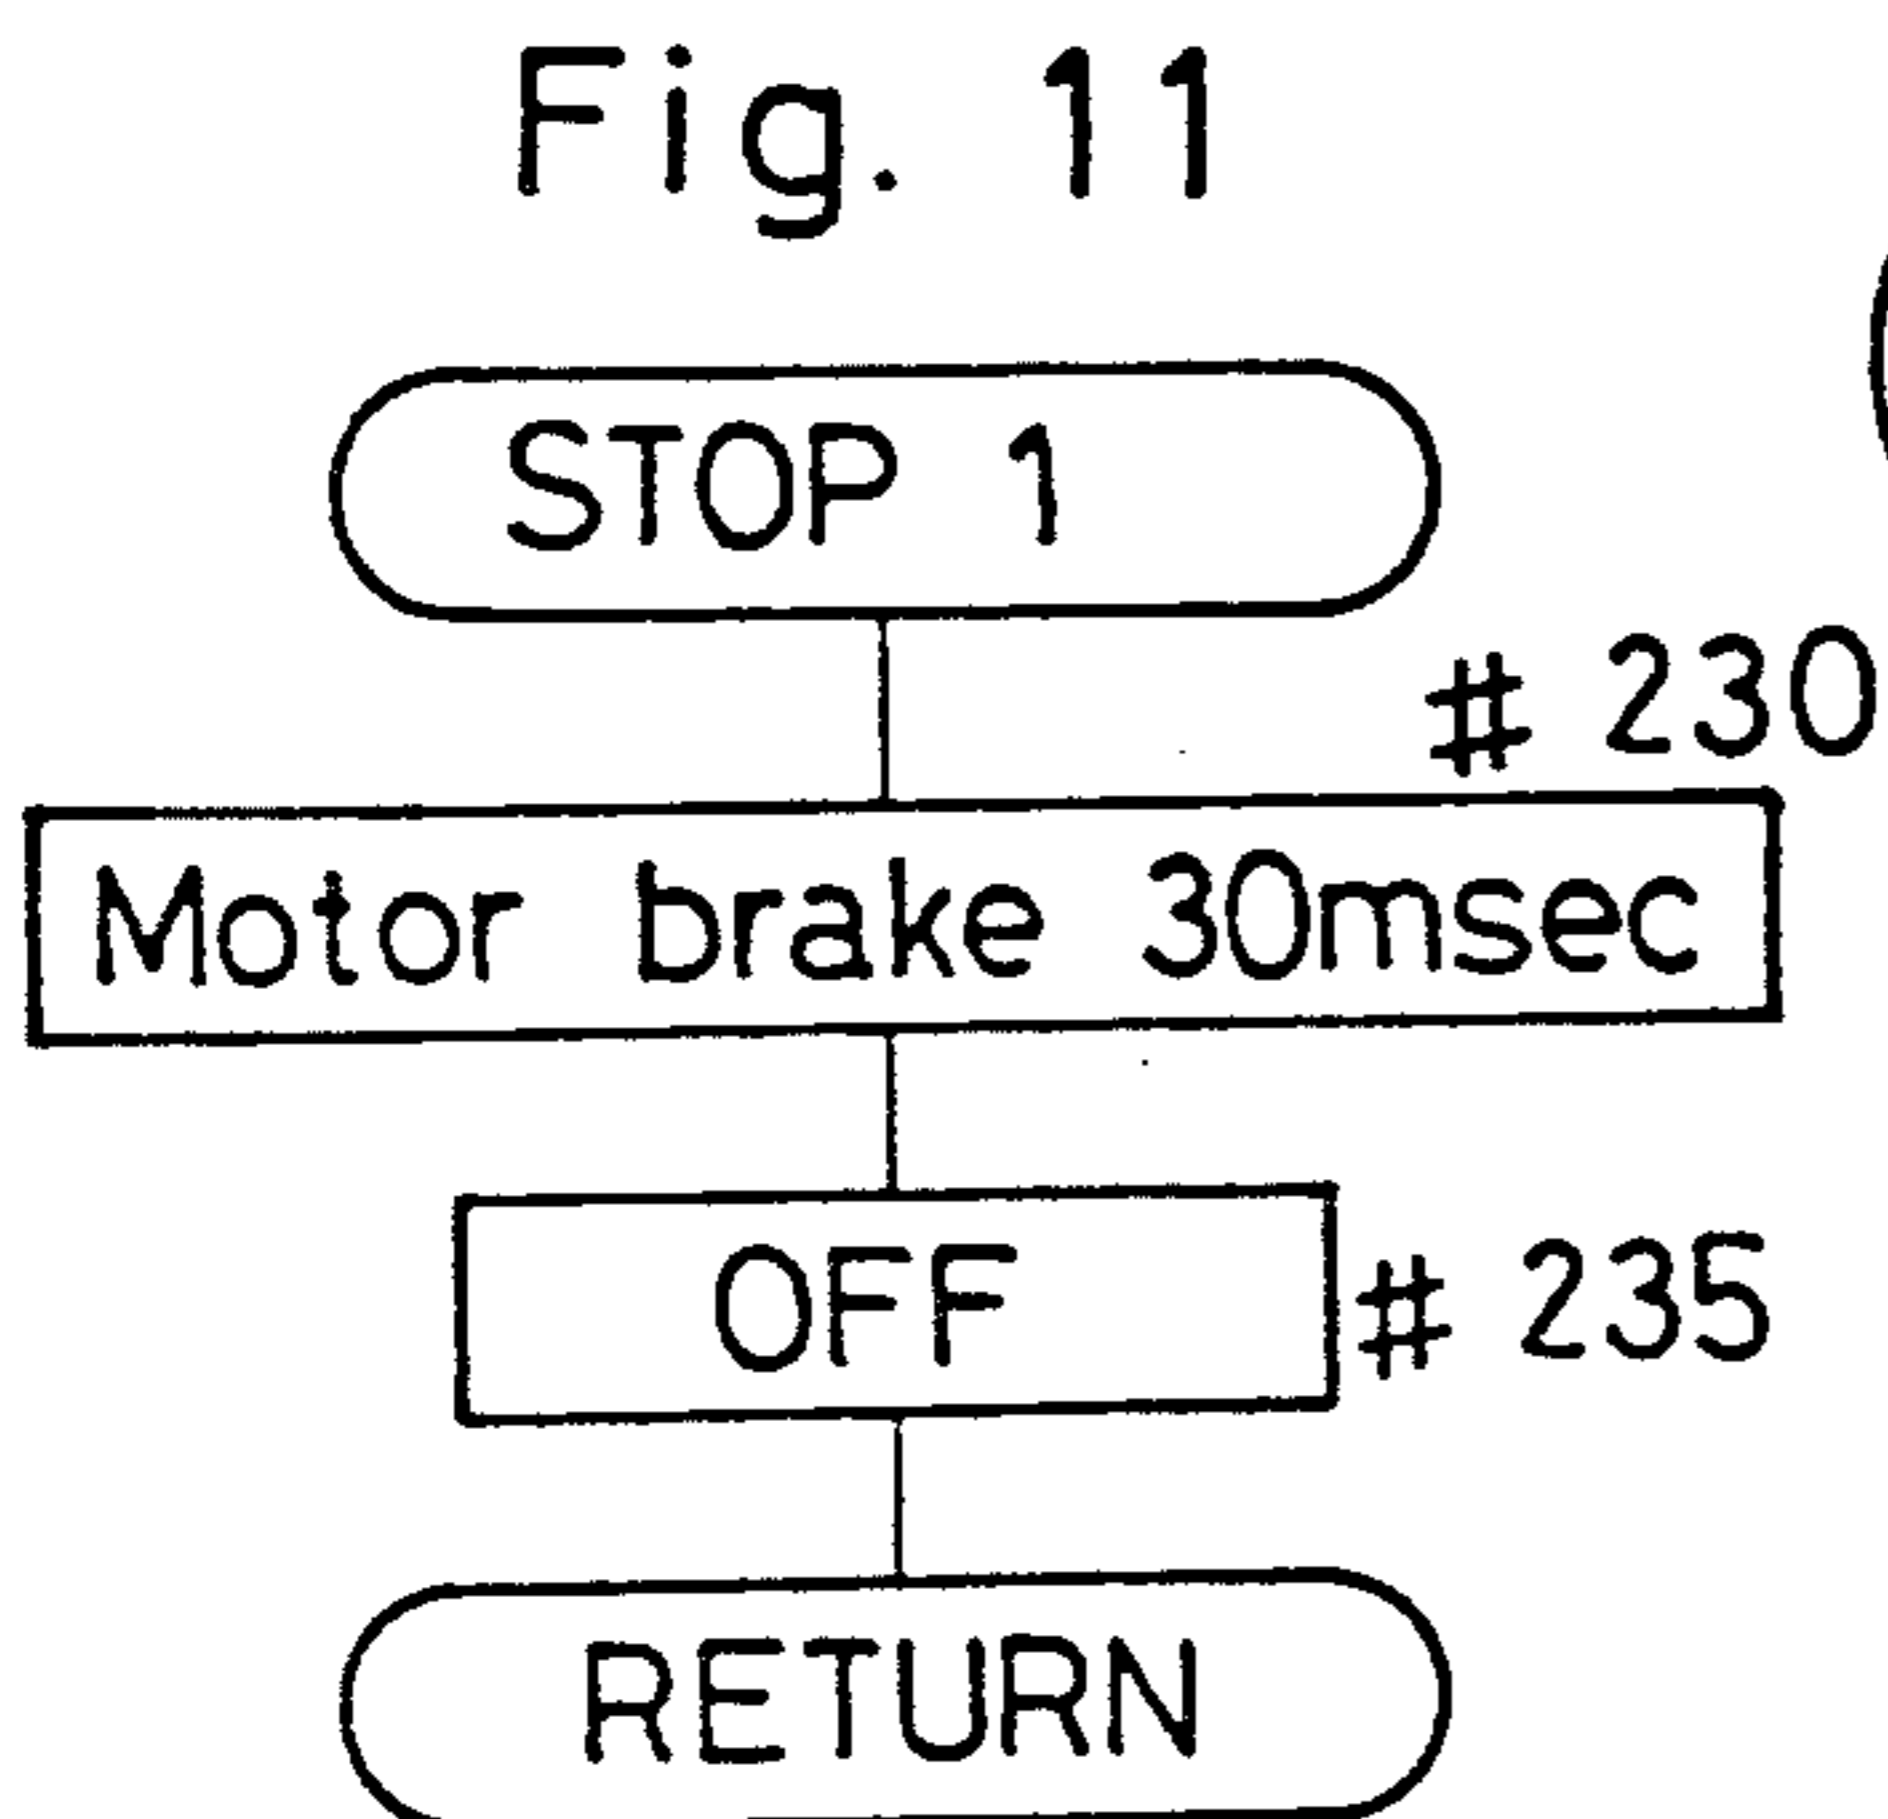 Fig. 11
STOP 1
# 230
Motor brake 30msec
OFF
# 235
RETURN